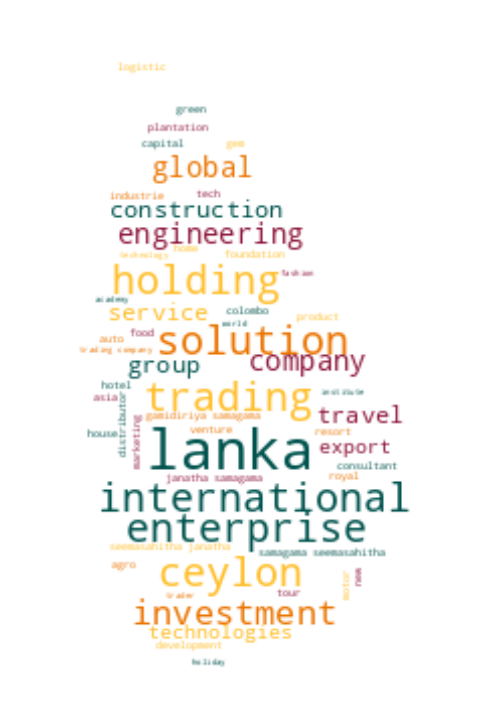 logistic
green
plantation
capital gem
global
industrie tech
construction
engineering
technology home foundation
holding fashion
academy
service colombo product
world
auto food solution
trading company
group company
hotel
asia trading institute
distributor
gamidiriya samagama travel
house marketing venture resort
lanka export
consultant
janatha samagama royal
international
enterprise
seemasahitha janatha
samagama seemasahitha
agro ceylon motor new
trader tour
investment
technologies
development
holiday